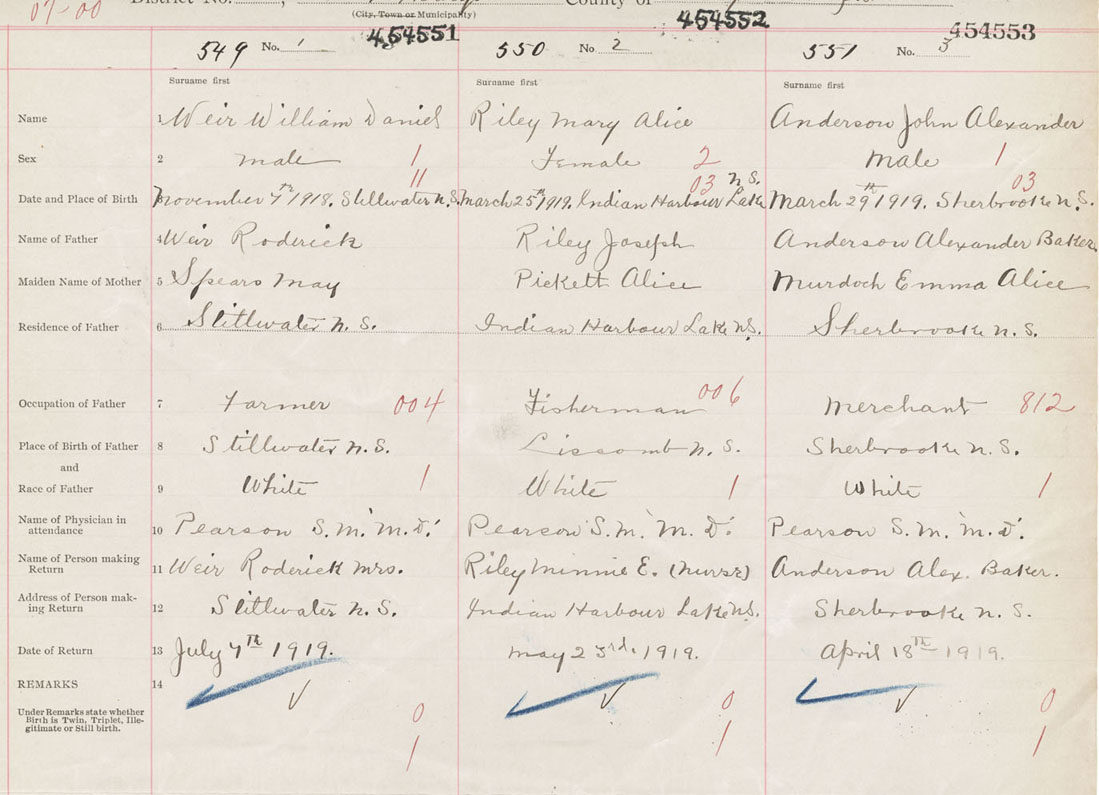 07-00 District No. , County of
(City, Town or Municipality)
454551 454552 454553
549 No. 1 550 No 2 551 No. 3
Surname first Surname first Surname first
Name 1 Weir William Daniel Riley Mary Alice Anderson John Alexander
Sex 2 male 1 Female 2 male 1
11 03 N.S. 03
Date and Place of Birth November 7th 1918. Stillwater N.S. March 25th 1919. Indian Harbour Lake March 29th 1919. Sherbrooke N.S.
Name of Father 4 Weir Roderick Riley Joseph Anderson Alexander Baker
Maiden Name of Mother 5 Spears May Pickett Alice Murdoch Emma Alice
Residence of Father 6 Stillwater N.S. Indian Harbour Lake N.S. Sherbrooke N.S.
Occupation of Father 7 Farmer 004 Fisherman 006 Merchant 812
Place of Birth of Father 8 Stillwater N.S. Liscomb N.S. Sherbrooke N.S.
and
Race of Father 9 White 1 White 1 White 1
Name of Physician in
attendance 10 Pearson S.M. M.D. Pearson S.M. M.D. Pearson S.M. M.D.
Name of Person making
Return 11 Weir Roderick Mrs. Riley Minnie E. (Nurse) Anderson Alex. Baker.
Address of Person mak-
ing Return 12 Stillwater N.S. Indian Harbour Lake N.S. Sherbrooke N.S.
Date of Return 13 July 7th 1919. May 23rd. 1919. April 18th 1919.
REMARKS 14
Under Remarks state whether
Birth is Twin, Triplet, Ille-
gitimate or Still birth.
0 0 0
1 1 1